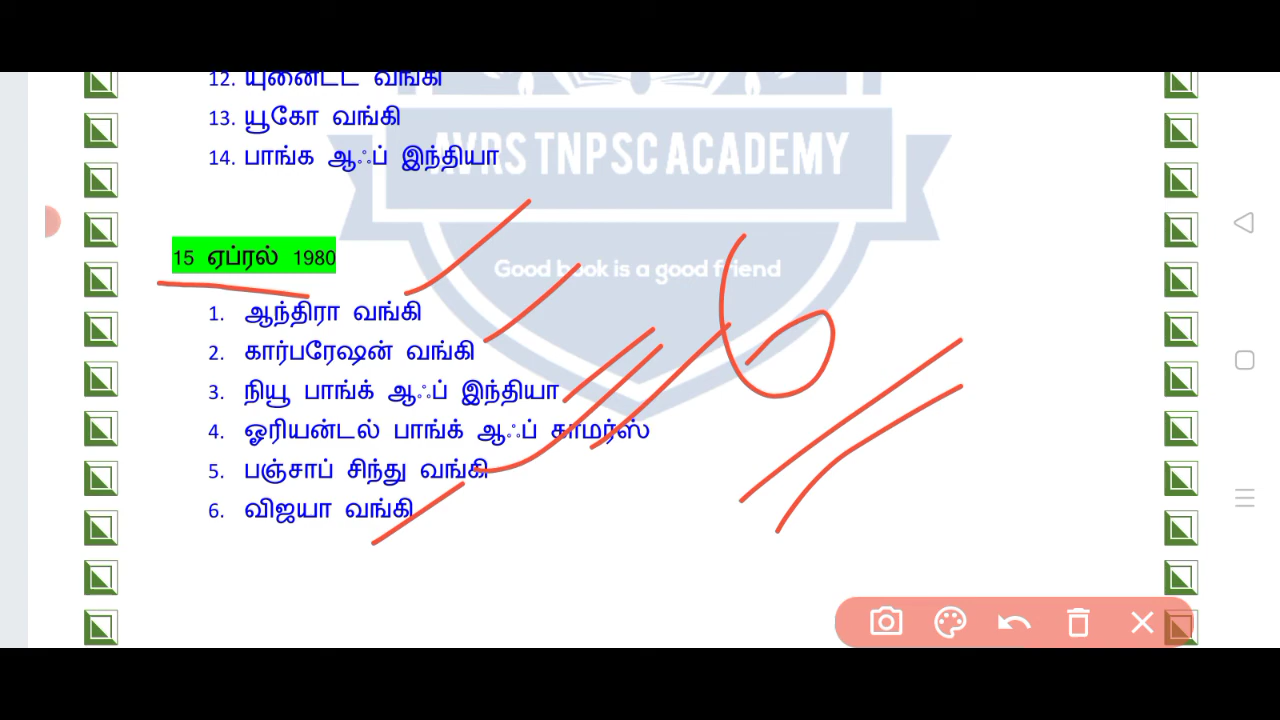 12. யுனைடட் வங்கி
13. யூகோ வங்கி
14. பாங்க ஆஃப் இந்தியா
AVRS TNPSC ACADEMY
15 ஏப்ரல் 1980
Good book is a good friend
1. ஆந்திரா வங்கி
2. கார்பரேஷன் வங்கி
3. நியூ பாங்க் ஆஃப் இந்தியா
4. ஓரியன்டல் பாங்க் ஆஃப் காமர்ஸ்
5. பஞ்சாப் சிந்து வங்கி
6. விஜயா வங்கி
6